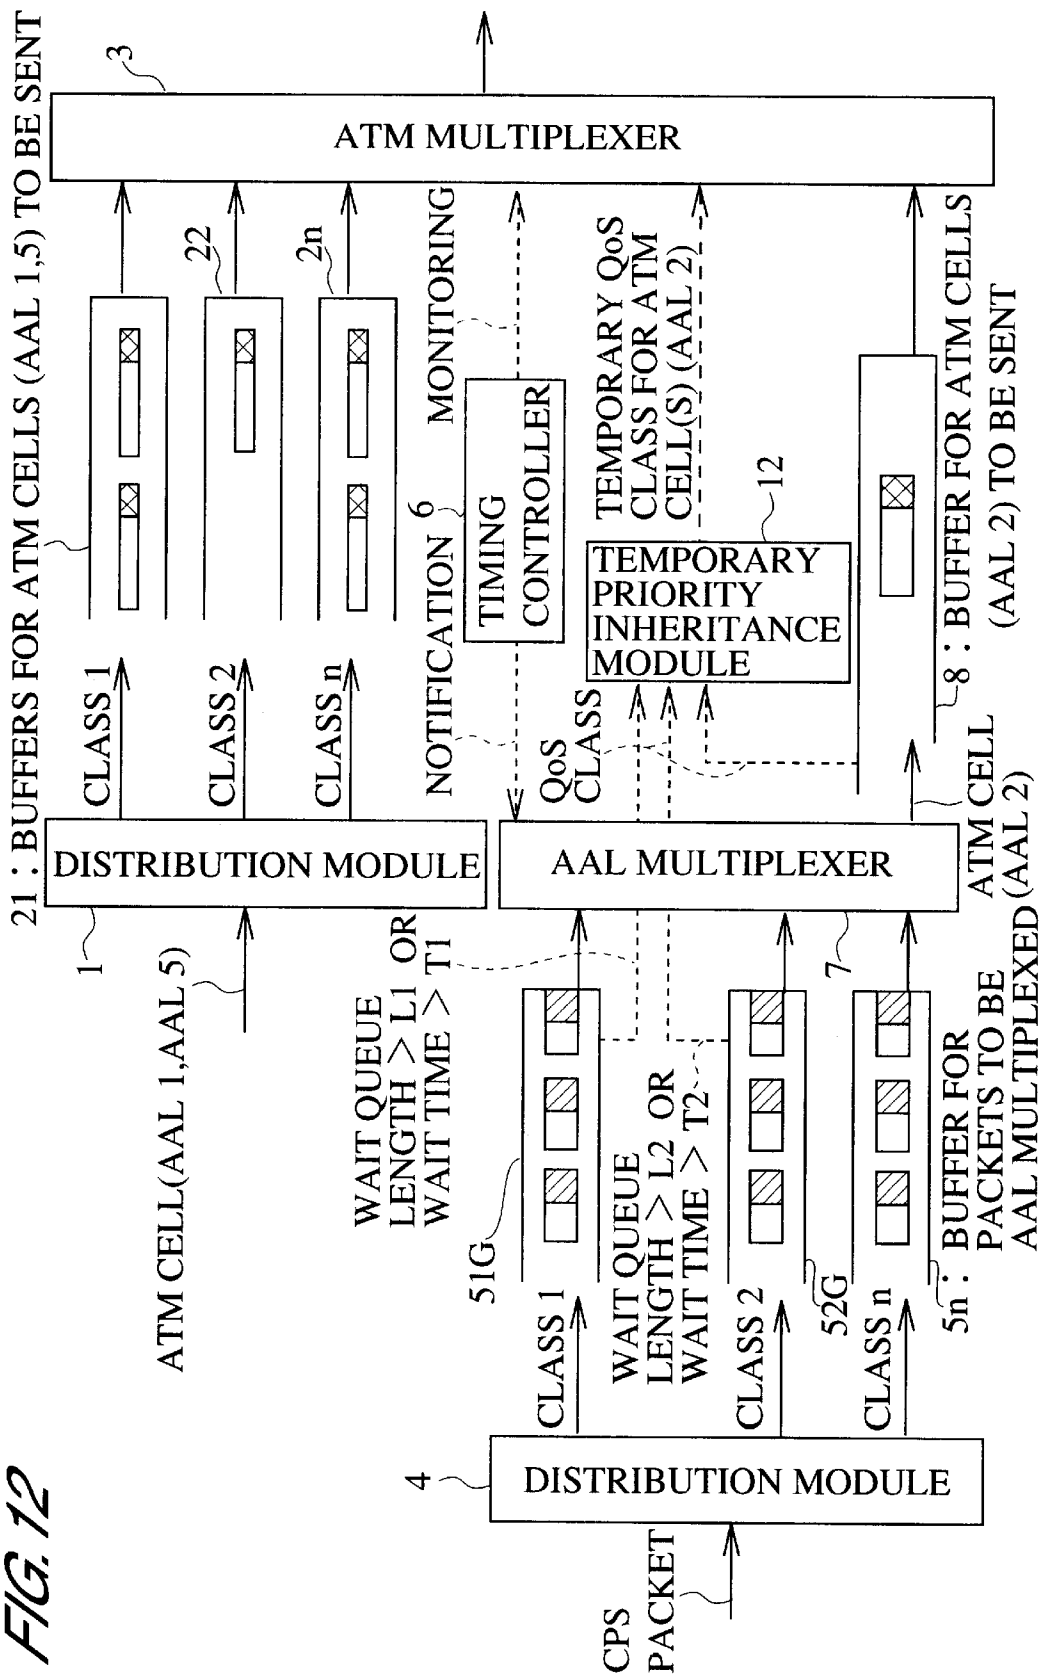 FIG. 12
21 : BUFFERS FOR ATM CELLS (AAL 1,5) TO BE SENT
3
ATM MULTIPLEXER
22
2n
CLASS 1
CLASS 2
CLASS n
DISTRIBUTION MODULE
1
ATM CELL(AAL 1,AAL 5)
MONITORING
NOTIFICATION
6
TIMING
CONTROLLER
TEMPORARY QoS
CLASS FOR ATM
CELL(S) (AAL 2)
12
TEMPORARY
PRIORITY
INHERITANCE
MODULE
QoS
CLASS
8 : BUFFER FOR ATM CELLS
(AAL 2) TO BE SENT
ATM CELL
(AAL 2)
AAL MULTIPLEXER
7
WAIT QUEUE
LENGTH > L1 OR
WAIT TIME > T1
51G
WAIT QUEUE
LENGTH > L2 OR
WAIT TIME > T2
52G
5n : BUFFER FOR
PACKETS TO BE
AAL MULTIPLEXED
CLASS 1
CLASS 2
CLASS n
4
DISTRIBUTION MODULE
CPS
PACKET